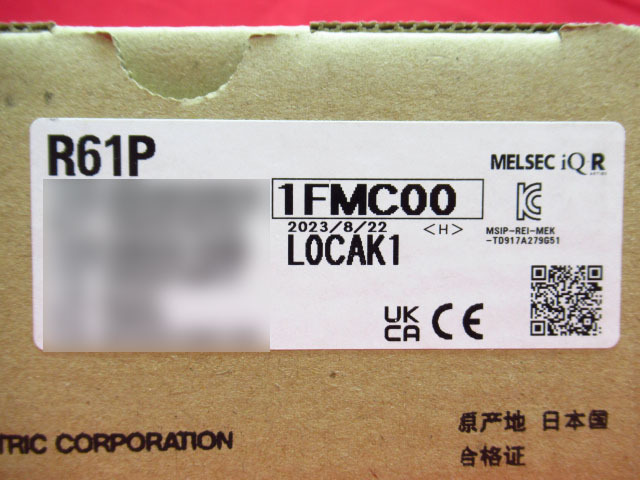 R61P
MELSEC iQ R
1FMC00
2023/8/22 <H>
L0CAK1
MSIP-REI-MEK
-TD917A279G51
UK
CA CE
TRIC CORPORATION
原产地 日本国
合格证